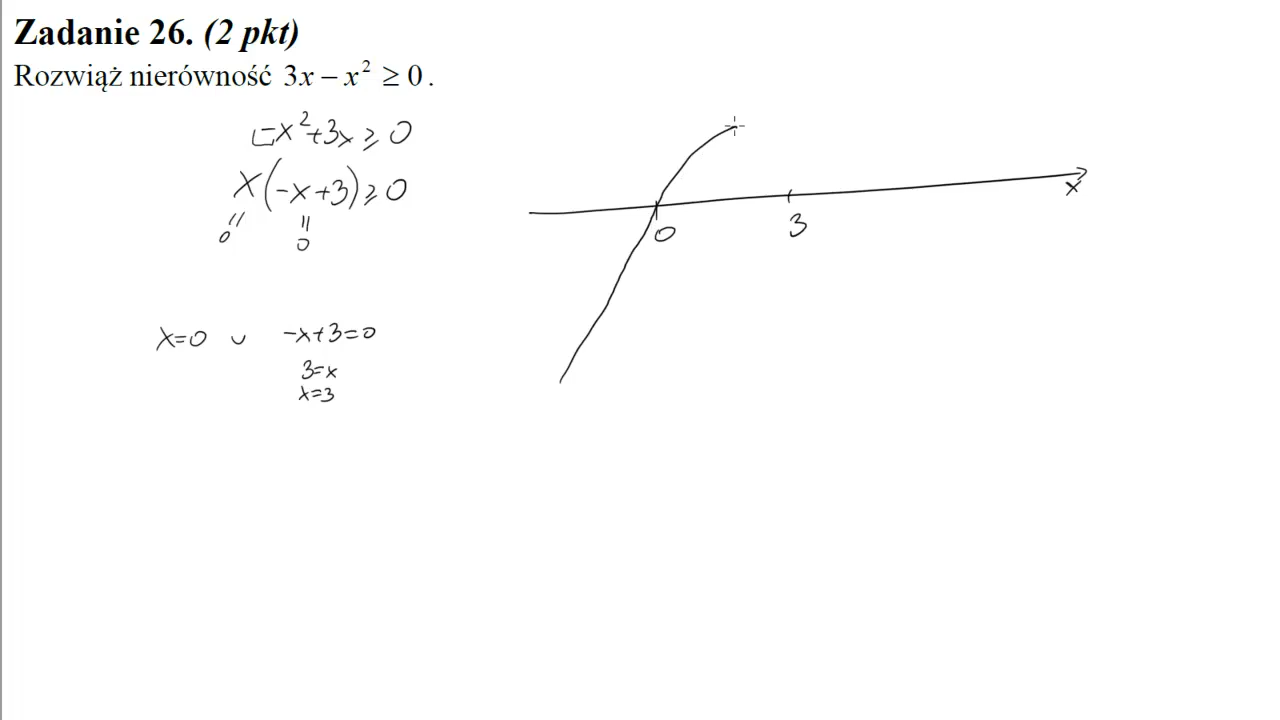 Zadanie 26. (2 pkt)
Rozwiąż nierówność 3x − x² ≥ 0.
−x²+3x ≥ 0
x(−x+3) ≥ 0
= =
0 0
x=0 ∪ −x+3=0
3=x
x=3
0 3 x